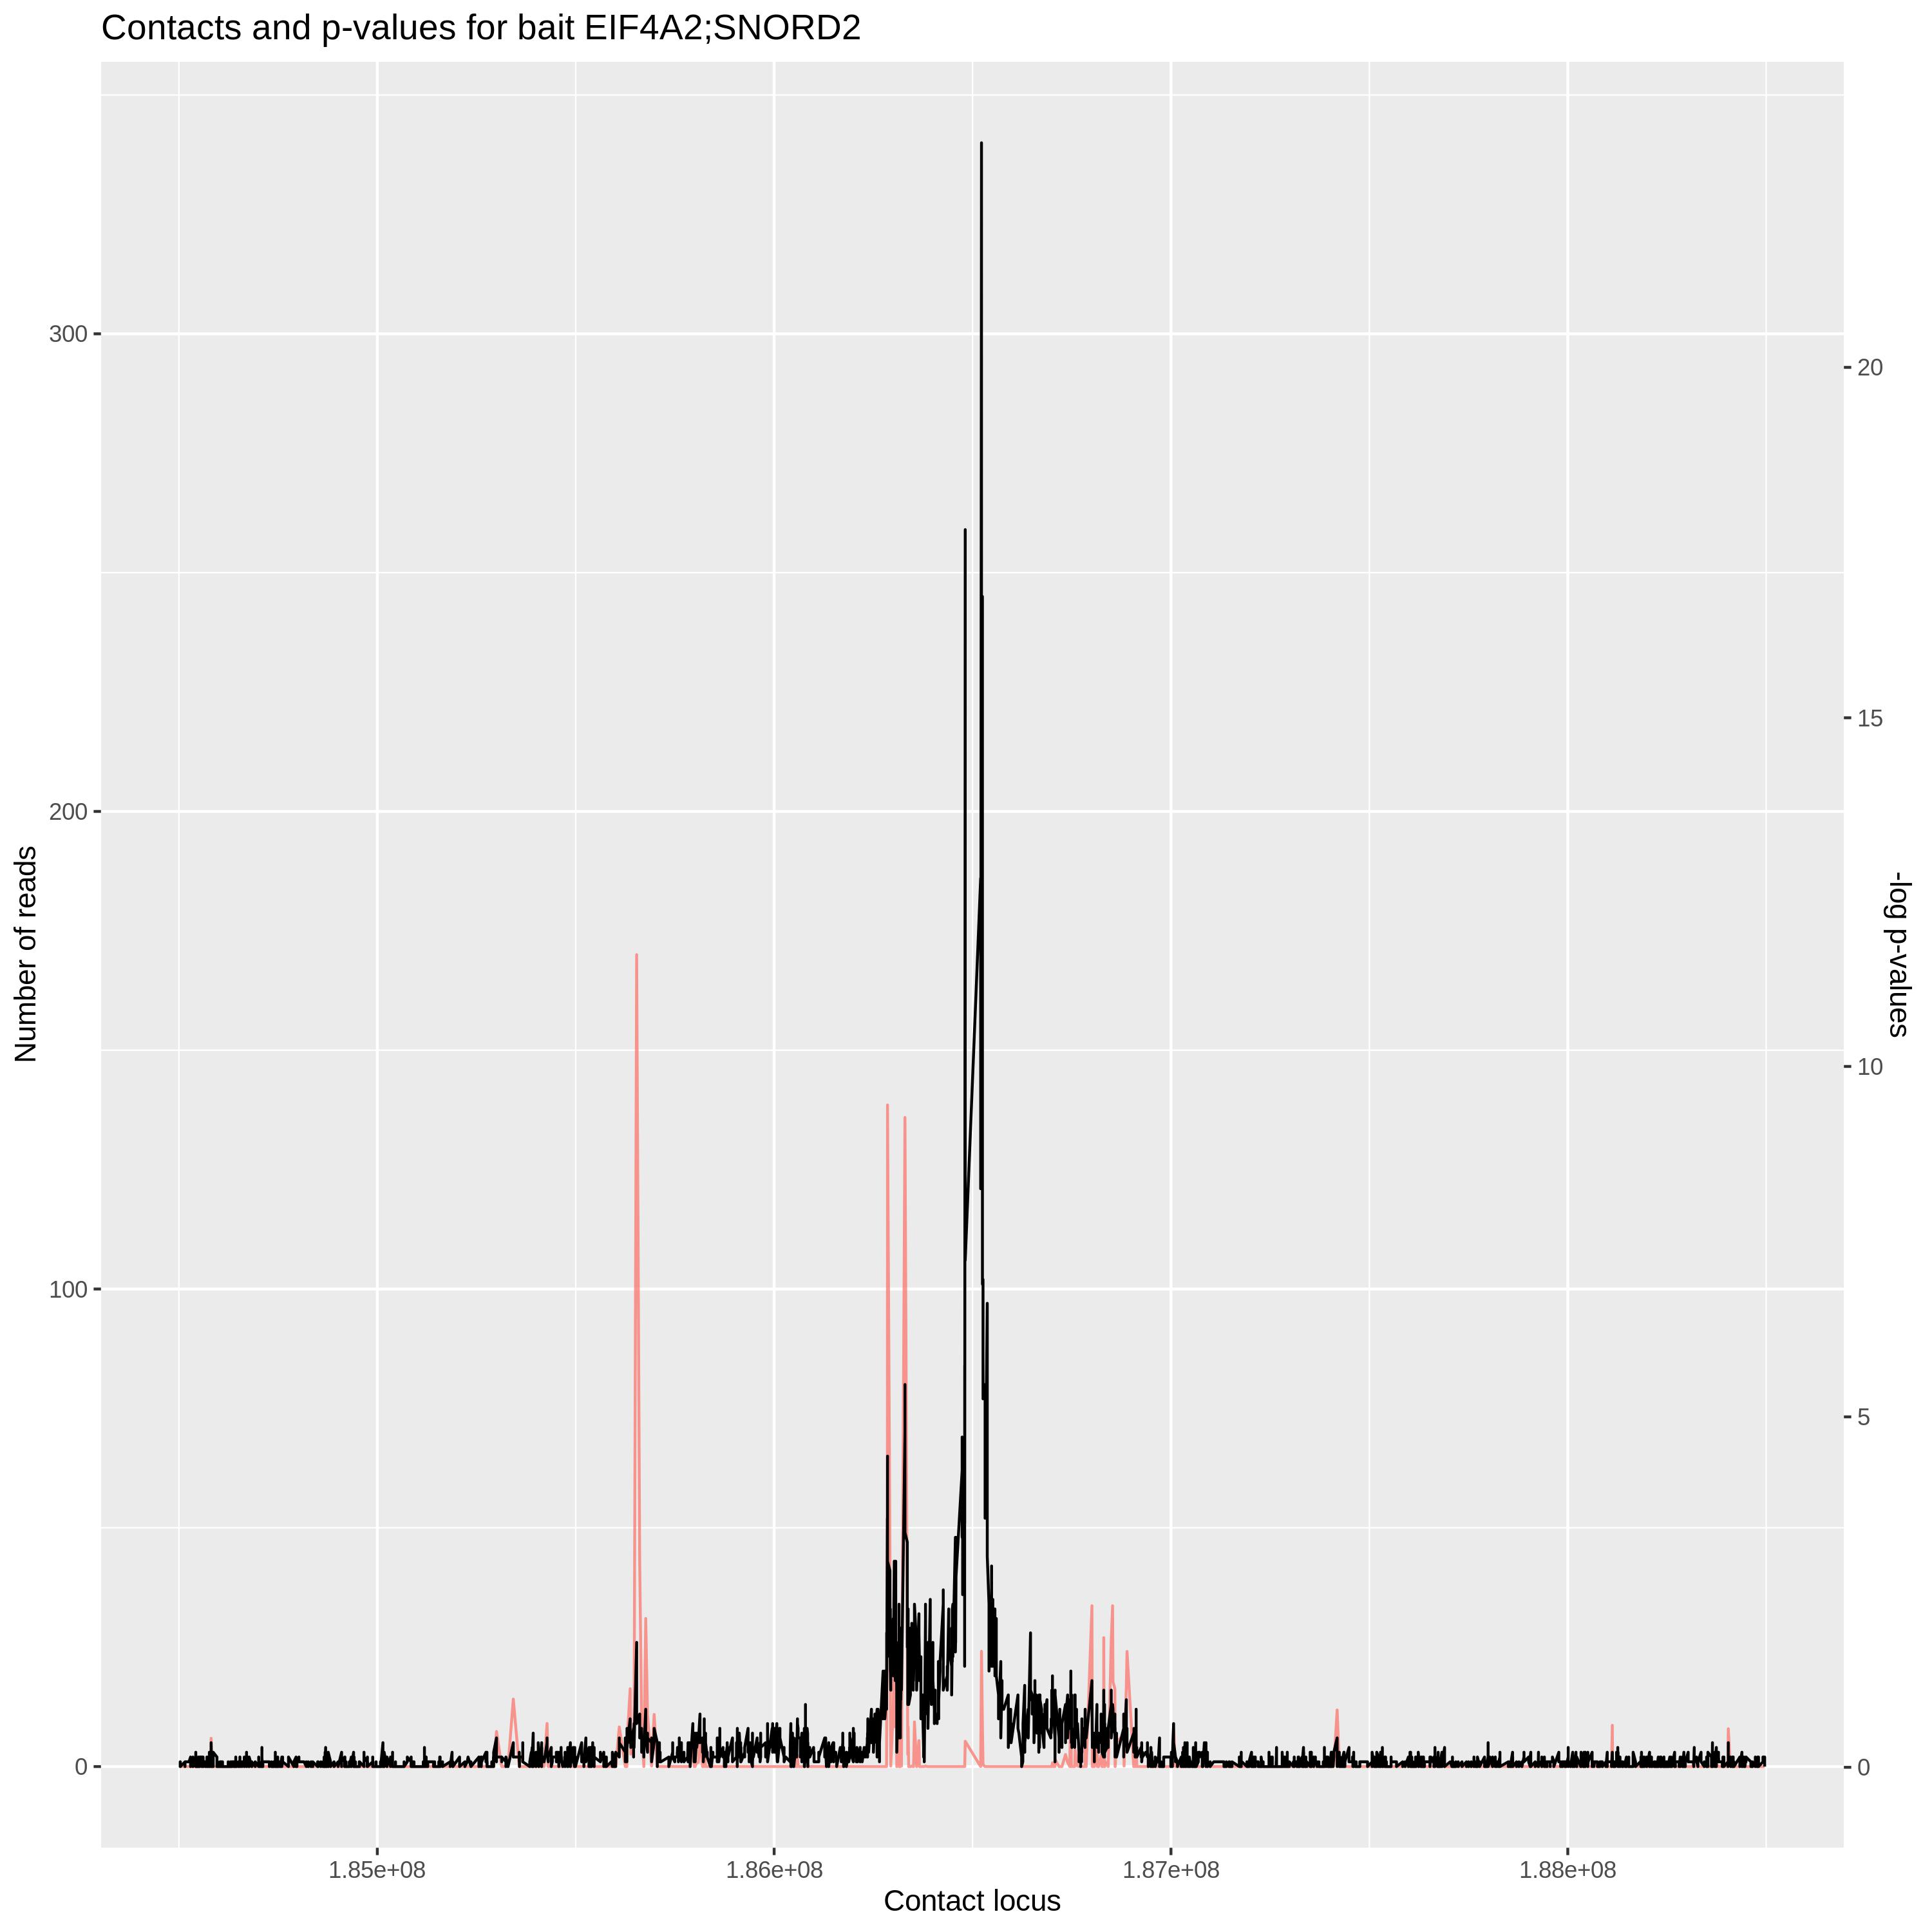 Contacts and p-values for bait EIF4A2;SNORD2
300
200
100
0
Number of reads
20
15
10
5
0
-log p-values
1.85e+08
1.86e+08
1.87e+08
1.88e+08
Contact locus